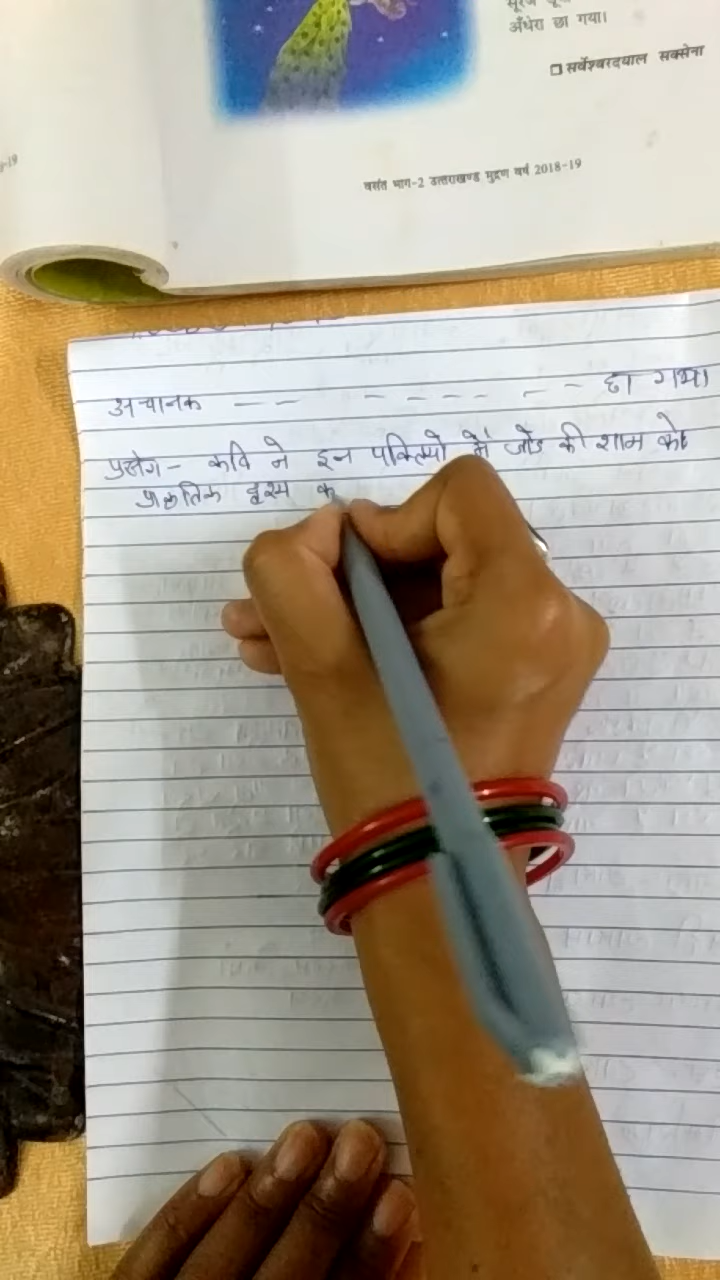 अँधेरा छा गया।
सर्वेश्वरदयाल सक्सेना
-19
वसंत भाग-2 उत्तराखण्ड मुद्रण वर्ष 2018-19
अचानक -- - - - - - - - छा गया।
प्रसंग - कवि ने इन पंक्तियो में जाडे की शाम को
प्राकृतिक दृश्य क